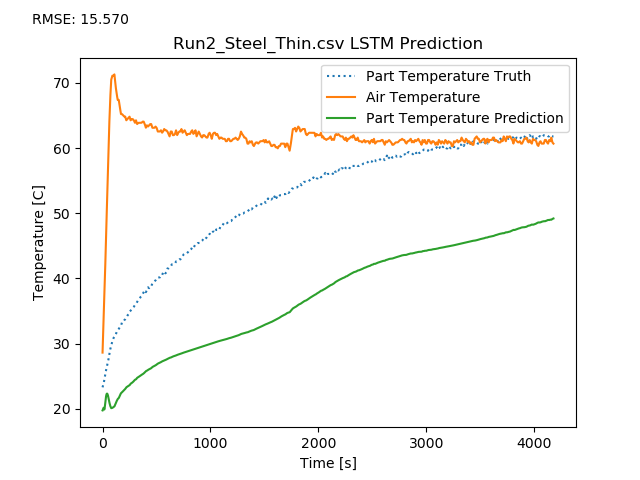 RMSE: 15.570
Run2_Steel_Thin.csv LSTM Prediction
Part Temperature Truth
Air Temperature
Part Temperature Prediction
Temperature [C]
70
60
50
40
30
20
0 1000 2000 3000 4000
Time [s]